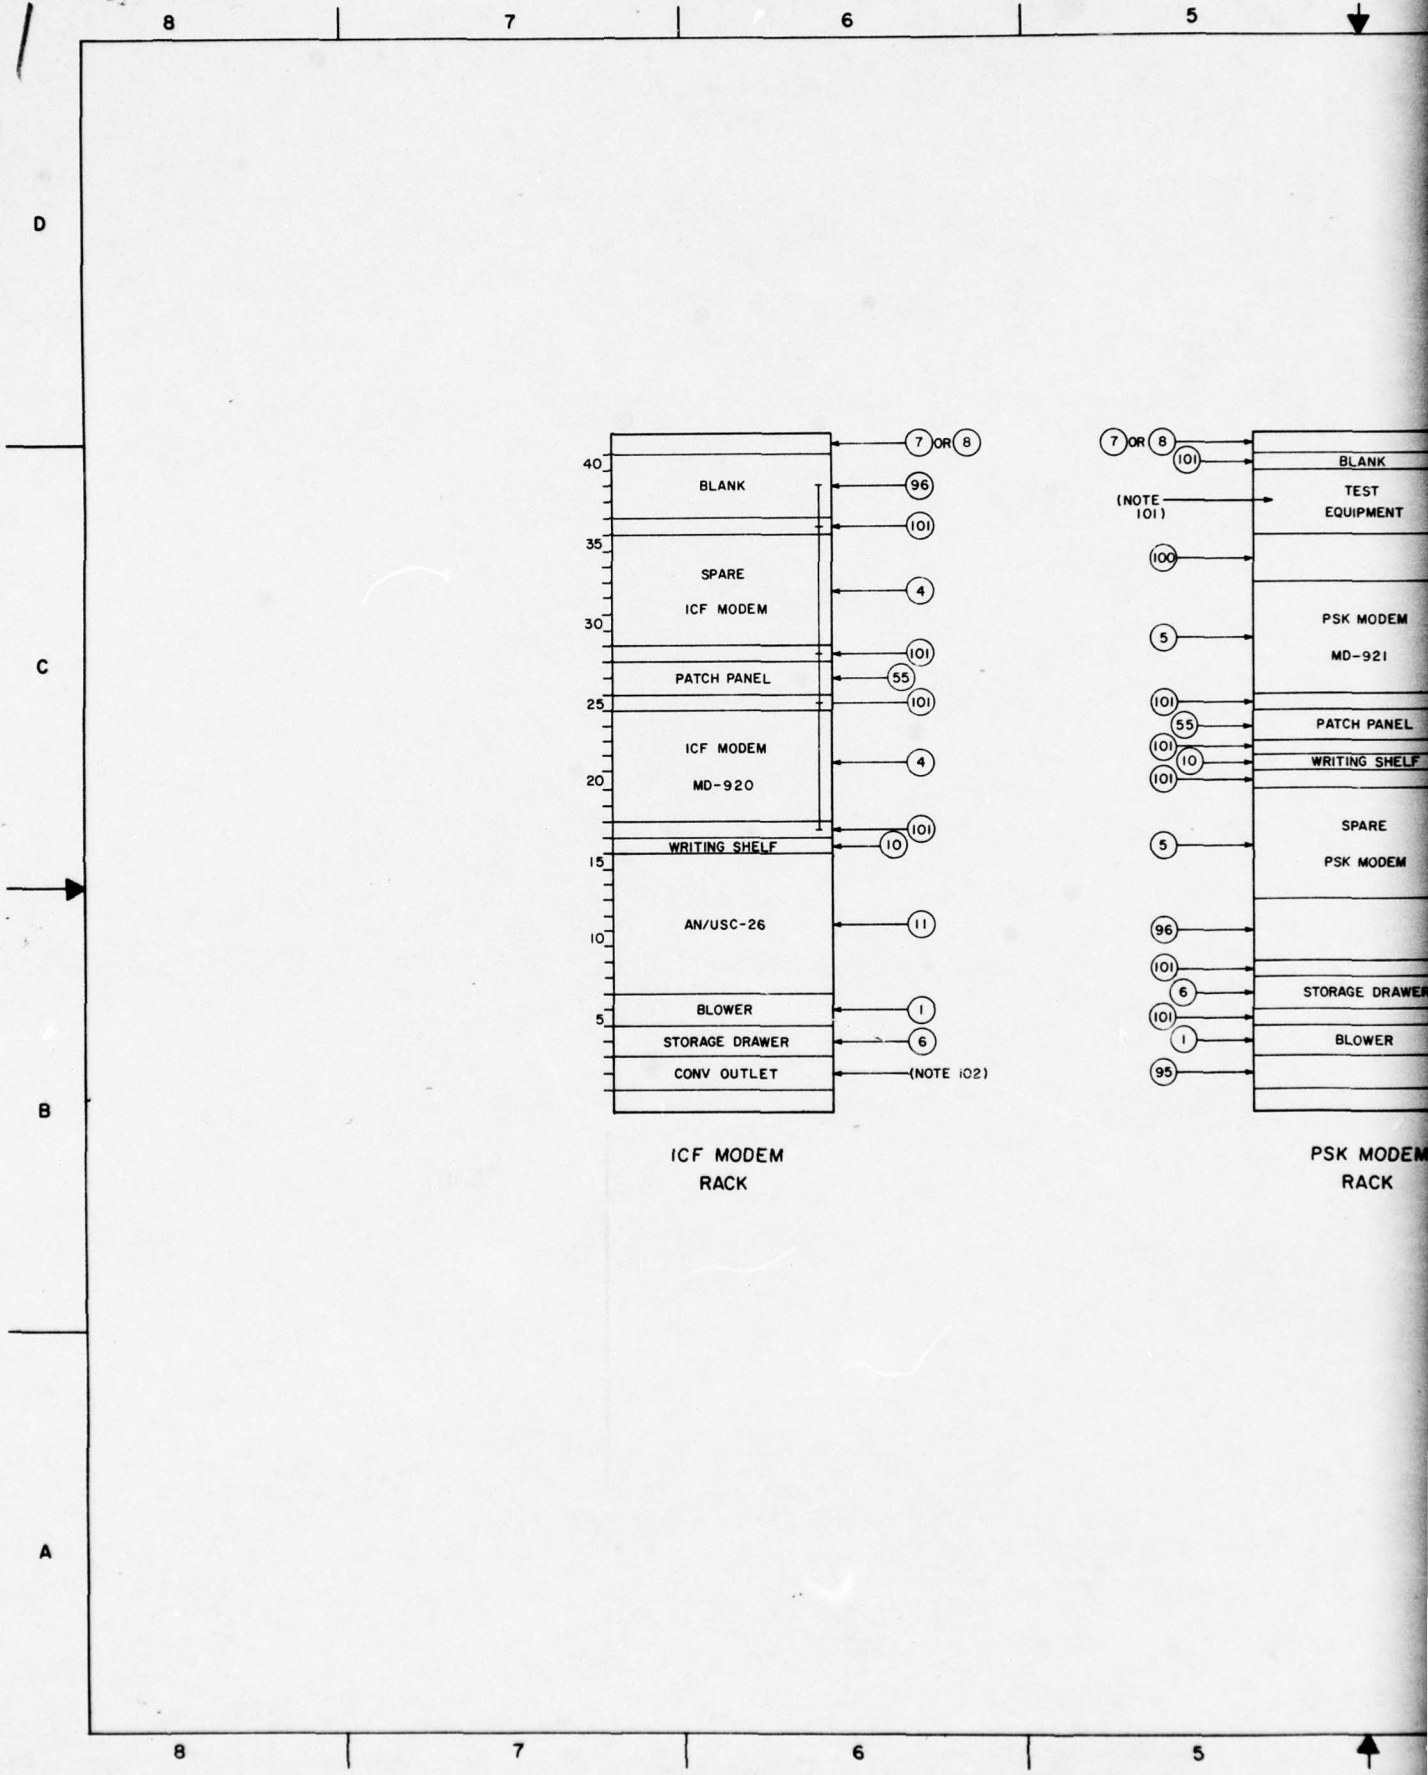 8 7 6 5
D
C
B
A
7 OR 8
40
BLANK
96
101
35
SPARE
ICF MODEM
4
30
101
PATCH PANEL
55
25
101
ICF MODEM
MD-920
4
20
101
WRITING SHELF
10
15
AN/USC-26
11
10
BLOWER
1
5
STORAGE DRAWER
6
CONV OUTLET
(NOTE 102)
ICF MODEM
RACK
7 OR 8
101
BLANK
(NOTE
101)
TEST
EQUIPMENT
100
PSK MODEM
MD-921
5
101
55
PATCH PANEL
101
10
WRITING SHELF
101
SPARE
PSK MODEM
5
96
101
6
STORAGE DRAWER
101
1
BLOWER
95
PSK MODEM
RACK
8 7 6 5